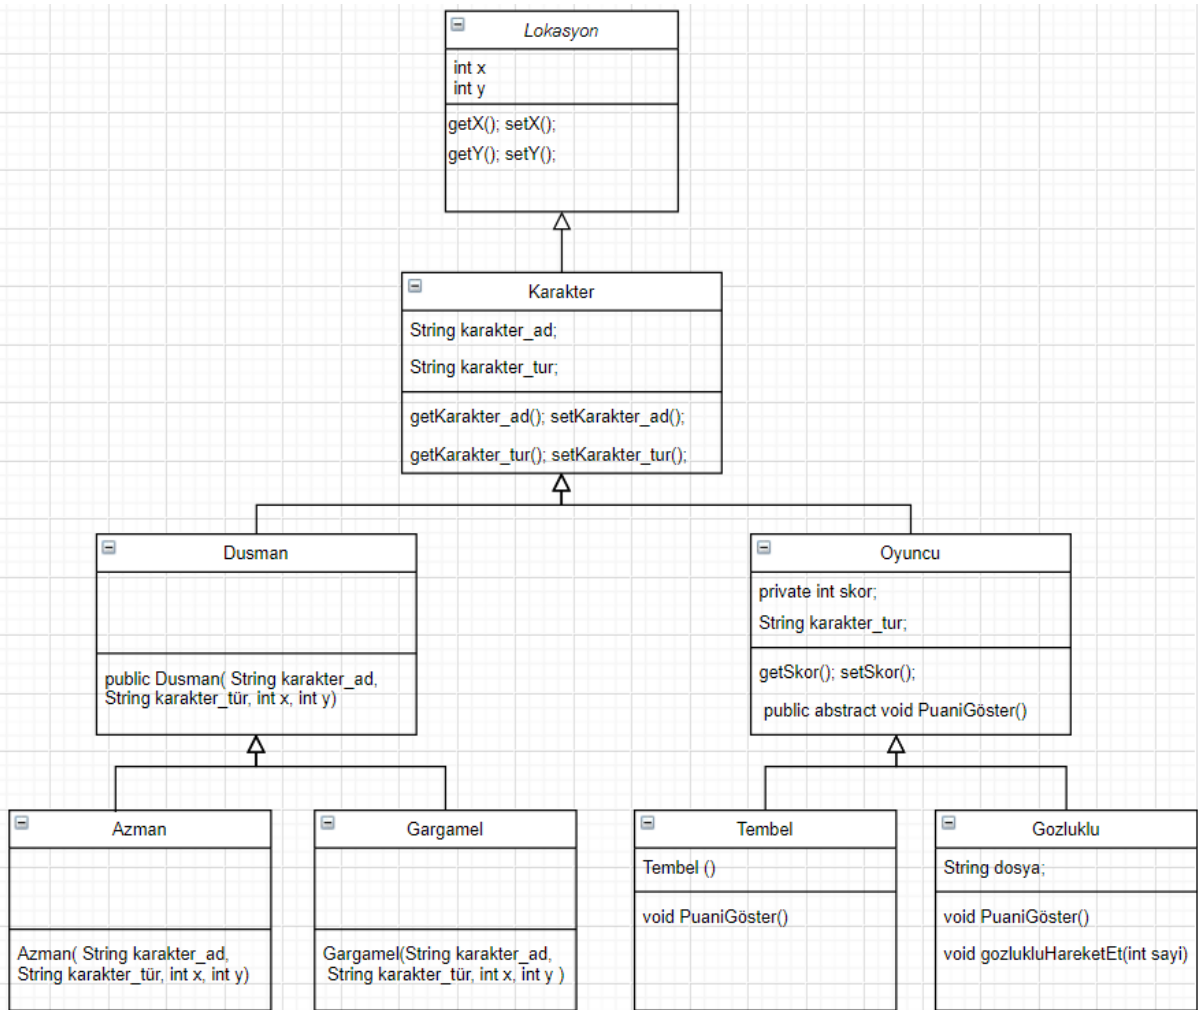 Lokasyon
int x
int y
getX(); setX();
getY(); setY();
Karakter
String karakter_ad;
String karakter_tur;
getKarakter_ad(); setKarakter_ad();
getKarakter_tur(); setKarakter_tur();
Dusman
public Dusman( String karakter_ad,
String karakter_tür, int x, int y)
Oyuncu
private int skor;
String karakter_tur;
getSkor(); setSkor();
public abstract void PuaniGöster()
Azman
Azman( String karakter_ad,
String karakter_tür, int x, int y)
Gargamel
Gargamel(String karakter_ad,
String karakter_tür, int x, int y )
Tembel
Tembel ()
void PuaniGöster()
Gozluklu
String dosya;
void PuaniGöster()
void gozlukluHareketEt(int sayi)